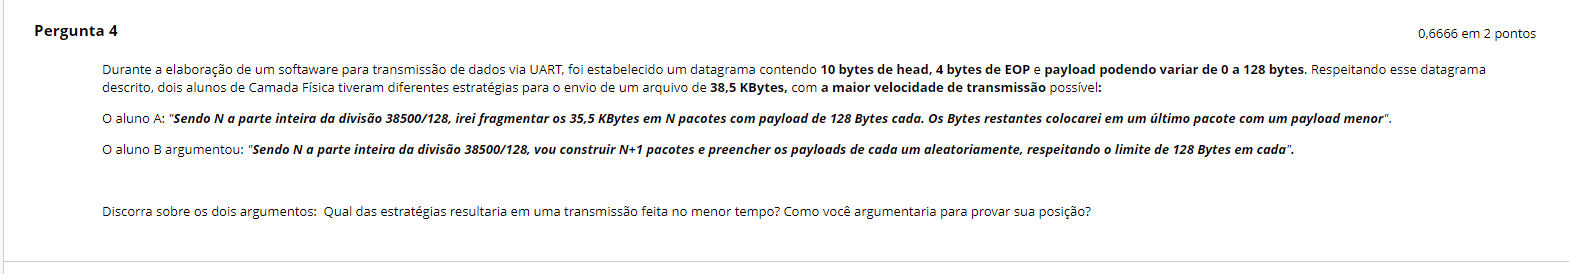 Pergunta 4
0,6666 em 2 pontos
Durante a elaboração de um softaware para transmissão de dados via UART, foi estabelecido um datagrama contendo 10 bytes de head, 4 bytes de EOP e payload podendo variar de 0 a 128 bytes. Respeitando esse datagrama
descrito, dois alunos de Camada Física tiveram diferentes estratégias para o envio de um arquivo de 38,5 KBytes, com a maior velocidade de transmissão possível:
O aluno A: "Sendo N a parte inteira da divisão 38500/128, irei fragmentar os 35,5 KBytes em N pacotes com payload de 128 Bytes cada. Os Bytes restantes colocarei em um último pacote com um payload menor".
O aluno B argumentou: "Sendo N a parte inteira da divisão 38500/128, vou construir N+1 pacotes e preencher os payloads de cada um aleatoriamente, respeitando o limite de 128 Bytes em cada".
Discorra sobre os dois argumentos: Qual das estratégias resultaria em uma transmissão feita no menor tempo? Como você argumentaria para provar sua posição?